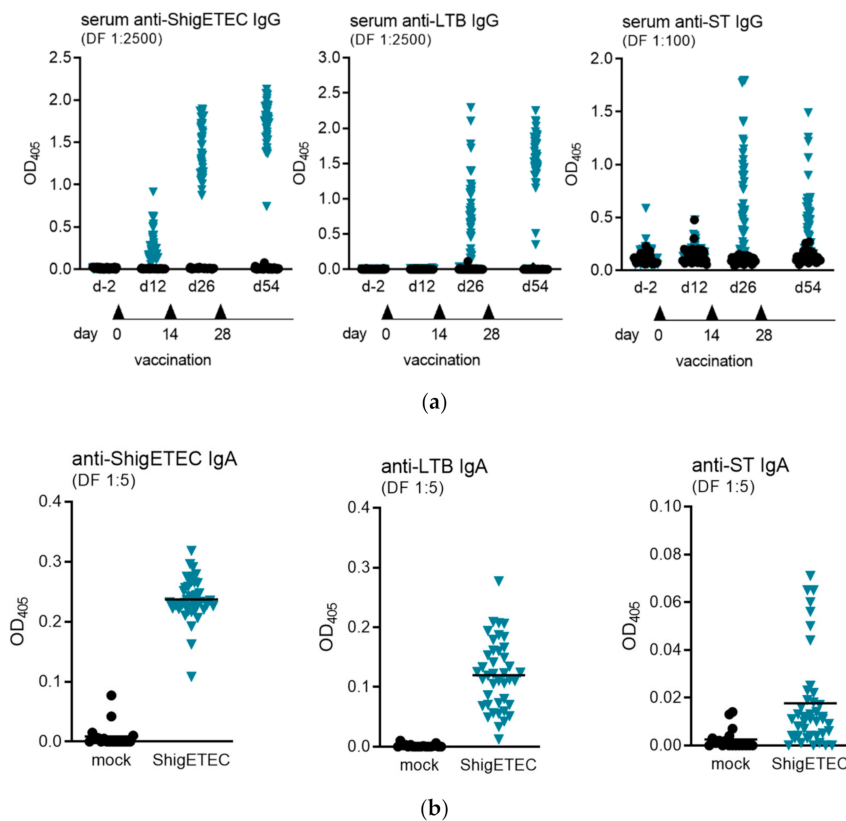 serum anti-ShigETEC IgG
(DF 1:2500)
OD405
2.5
2.0
1.5
1.0
0.5
0.0
d-2 d12 d26 d54
day 0 14 28
vaccination
serum anti-LTB IgG
(DF 1:2500)
OD405
3.0
2.5
2.0
1.5
1.0
0.5
0.0
d-2 d12 d26 d54
day 0 14 28
vaccination
serum anti-ST IgG
(DF 1:100)
OD405
2.0
1.5
1.0
0.5
0.0
d-2 d12 d26 d54
day 0 14 28
vaccination
(a)
anti-ShigETEC IgA
(DF 1:5)
OD405
0.4
0.3
0.2
0.1
0.0
mock ShigETEC
anti-LTB IgA
(DF 1:5)
OD405
0.4
0.3
0.2
0.1
0.0
mock ShigETEC
anti-ST IgA
(DF 1:5)
OD405
0.10
0.08
0.06
0.04
0.02
0.00
mock ShigETEC
(b)